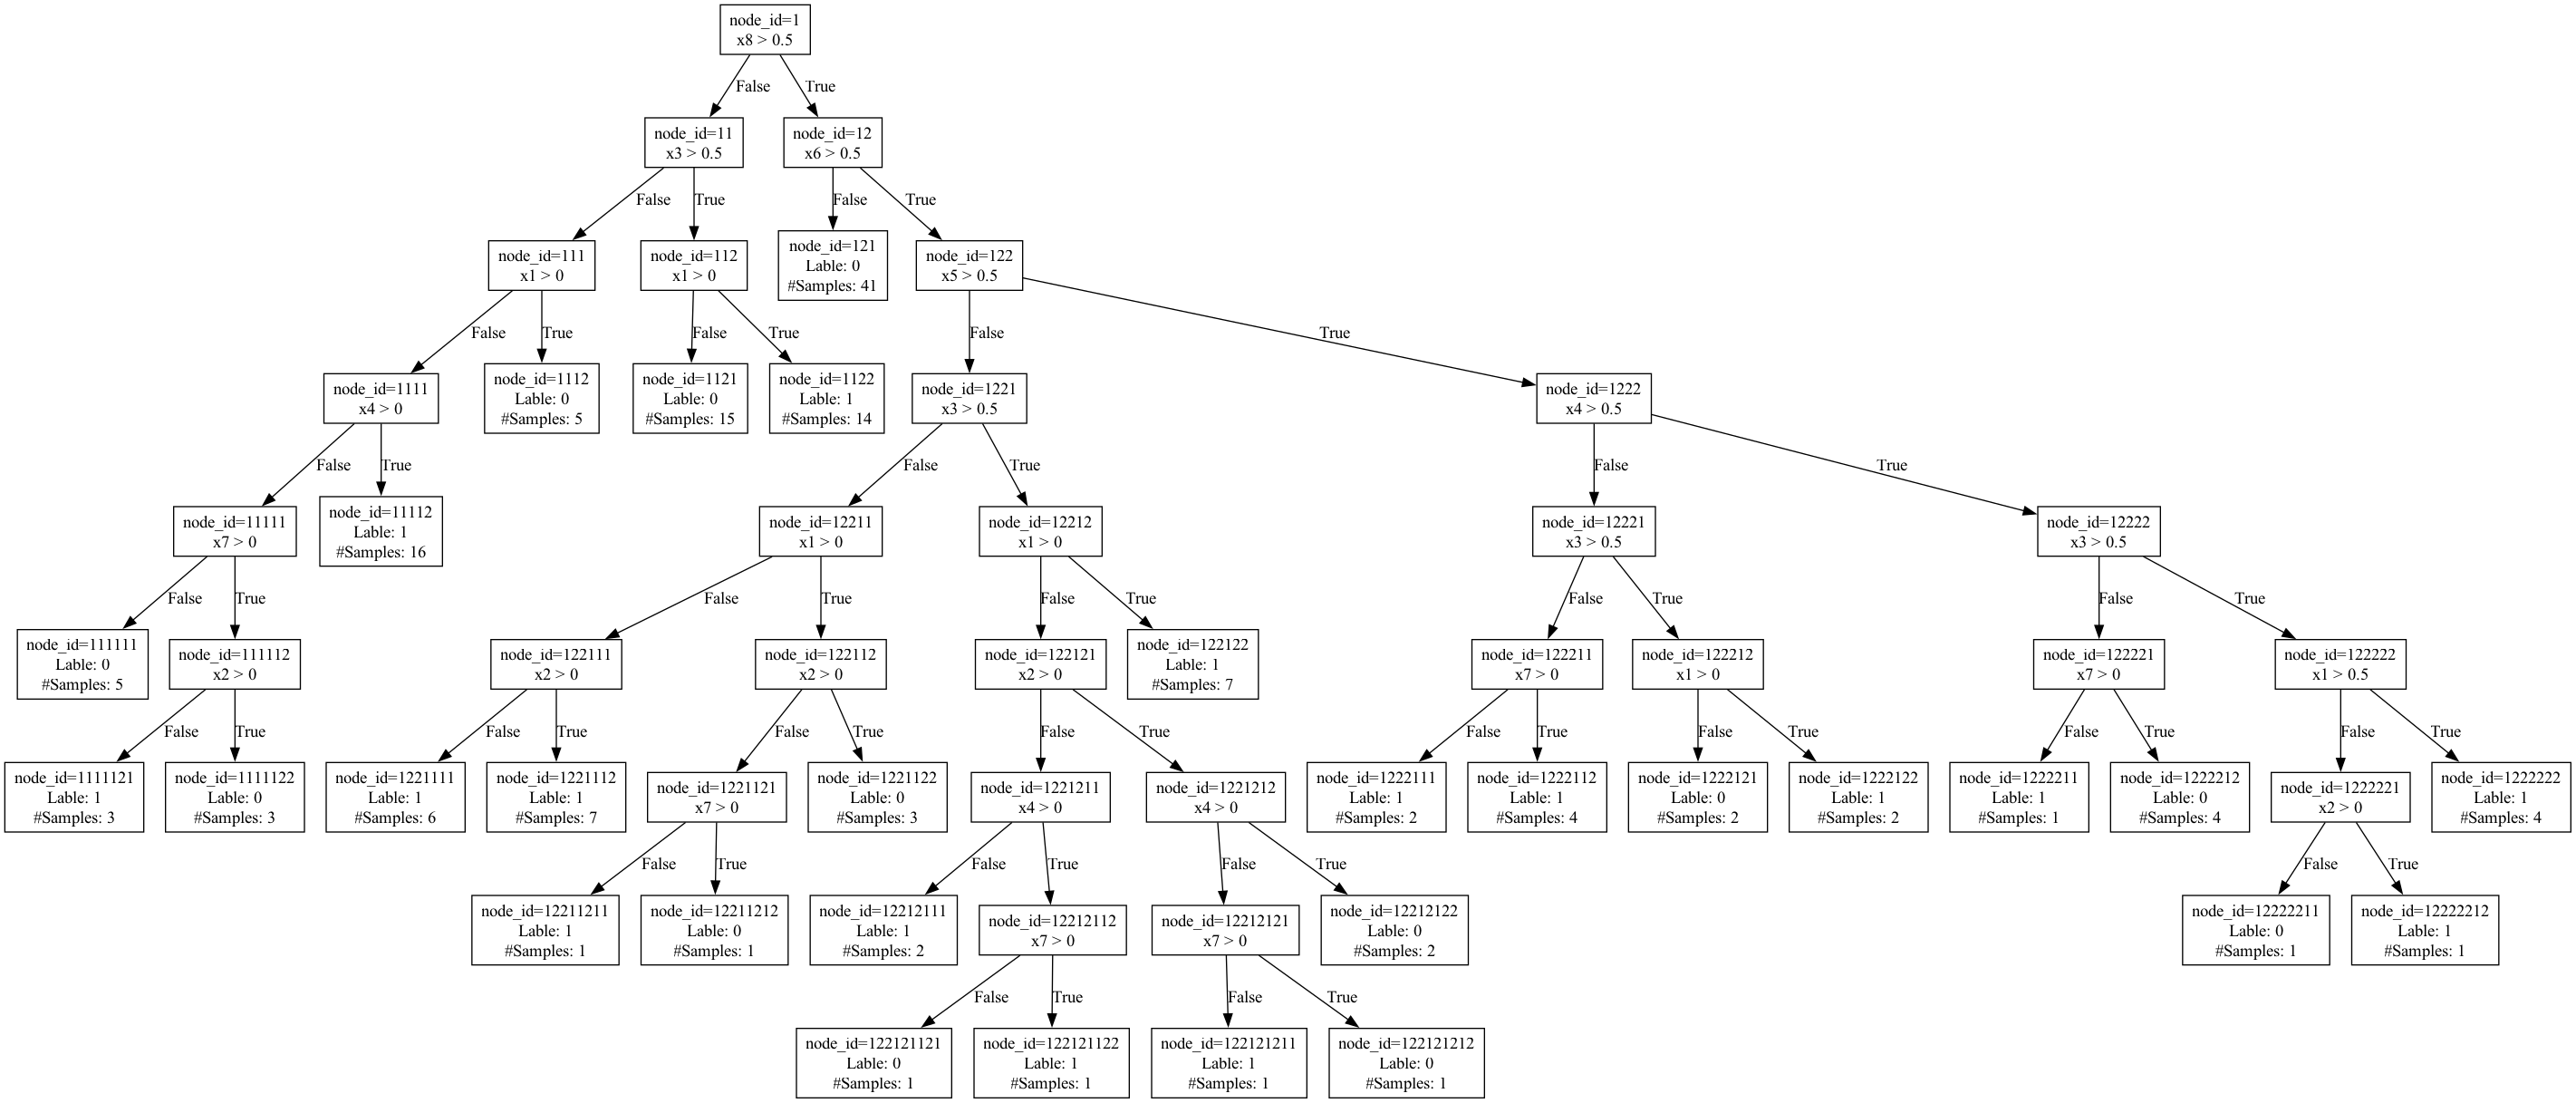 node_id=1
x8 > 0.5
False
True
node_id=11
x3 > 0.5
node_id=12
x6 > 0.5
False
True
False
True
node_id=111
x1 > 0
node_id=112
x1 > 0
node_id=121
Lable: 0
#Samples: 41
node_id=122
x5 > 0.5
False
True
False
True
False
True
node_id=1111
x4 > 0
node_id=1112
Lable: 0
#Samples: 5
node_id=1121
Lable: 0
#Samples: 15
node_id=1122
Lable: 1
#Samples: 14
node_id=1221
x3 > 0.5
node_id=1222
x4 > 0.5
False
True
False
True
False
True
node_id=11111
x7 > 0
node_id=11112
Lable: 1
#Samples: 16
node_id=12211
x1 > 0
node_id=12212
x1 > 0
node_id=12221
x3 > 0.5
node_id=12222
x3 > 0.5
False
True
False
True
False
True
False
True
False
True
node_id=111111
Lable: 0
#Samples: 5
node_id=111112
x2 > 0
node_id=122111
x2 > 0
node_id=122112
x2 > 0
node_id=122121
x2 > 0
node_id=122122
Lable: 1
#Samples: 7
node_id=122211
x7 > 0
node_id=122212
x1 > 0
node_id=122221
x7 > 0
node_id=122222
x1 > 0.5
False
True
False
True
False
True
False
True
False
True
False
True
False
True
False
True
node_id=1111121
Lable: 1
#Samples: 3
node_id=1111122
Lable: 0
#Samples: 3
node_id=1221111
Lable: 1
#Samples: 6
node_id=1221112
Lable: 1
#Samples: 7
node_id=1221121
x7 > 0
node_id=1221122
Lable: 0
#Samples: 3
node_id=1221211
x4 > 0
node_id=1221212
x4 > 0
node_id=1222111
Lable: 1
#Samples: 2
node_id=1222112
Lable: 1
#Samples: 4
node_id=1222121
Lable: 0
#Samples: 2
node_id=1222122
Lable: 1
#Samples: 2
node_id=1222211
Lable: 1
#Samples: 1
node_id=1222212
Lable: 0
#Samples: 4
node_id=1222221
x2 > 0
node_id=1222222
Lable: 1
#Samples: 4
False
True
False
True
False
True
False
True
node_id=12211211
Lable: 1
#Samples: 1
node_id=12211212
Lable: 0
#Samples: 1
node_id=12212111
Lable: 1
#Samples: 2
node_id=12212112
x7 > 0
node_id=12212121
x7 > 0
node_id=12212122
Lable: 0
#Samples: 2
node_id=12222211
Lable: 0
#Samples: 1
node_id=12222212
Lable: 1
#Samples: 1
False
True
False
True
node_id=122121121
Lable: 0
#Samples: 1
node_id=122121122
Lable: 1
#Samples: 1
node_id=122121211
Lable: 1
#Samples: 1
node_id=122121212
Lable: 0
#Samples: 1